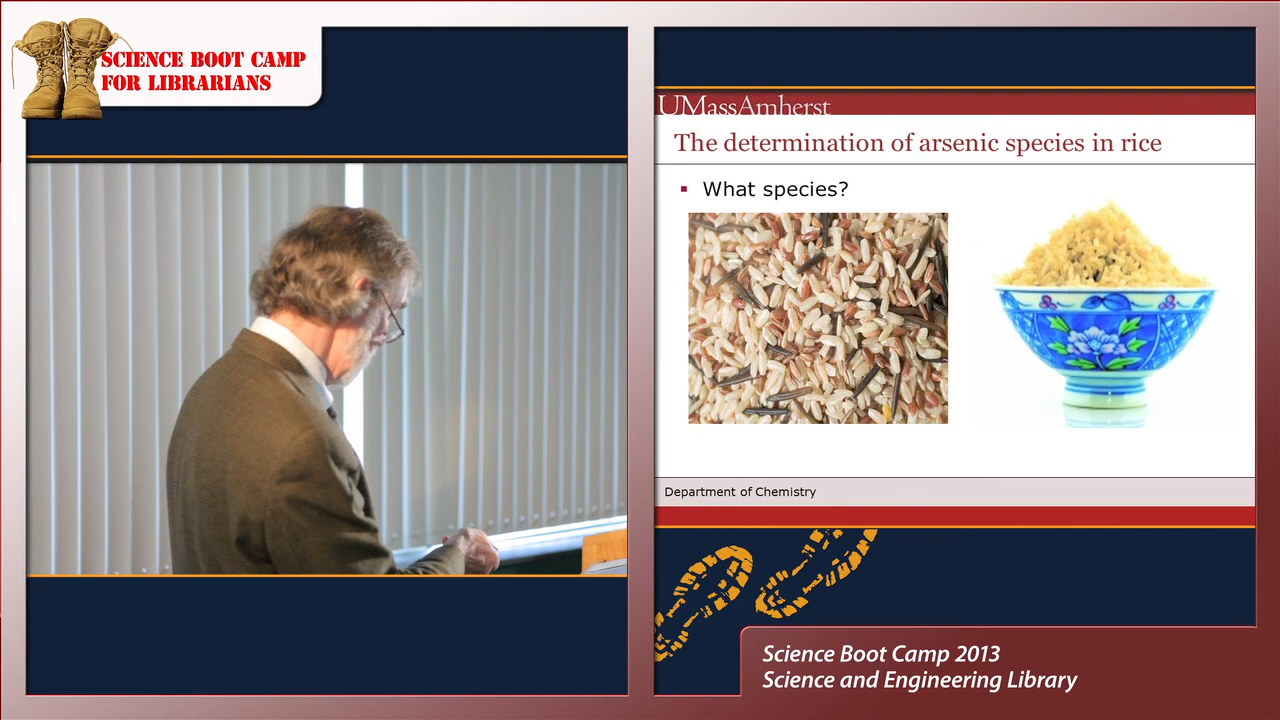 SCIENCE BOOT CAMP
FOR LIBRARIANS
UMassAmherst
The determination of arsenic species in rice
What species?
Department of Chemistry
Science Boot Camp 2013
Science and Engineering Library